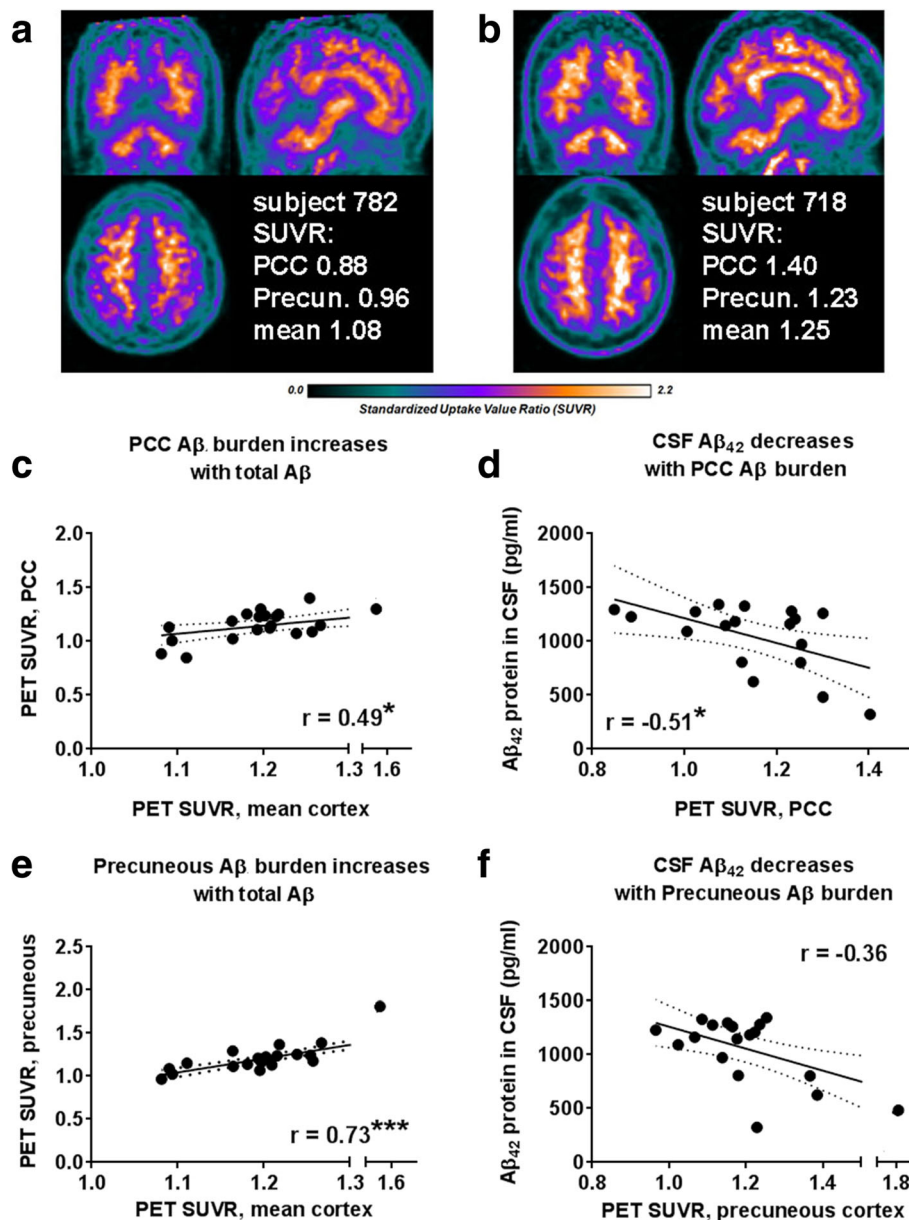 a
subject 782
SUVR:
PCC 0.88
Precun. 0.96
mean 1.08
b
subject 718
SUVR:
PCC 1.40
Precun. 1.23
mean 1.25
0.0
2.2
Standardized Uptake Value Ratio (SUVR)
c
PCC Aβ. burden increases
with total Aβ
PET SUVR, PCC
2.0
1.5
1.0
0.5
0.0
r = 0.49*
1.0 1.1 1.2 1.3 1.6
PET SUVR, mean cortex
d
CSF Aβ42 decreases
with PCC Aβ burden
Aβ42 protein in CSF (pg/ml)
2000
1500
1000
500
0
r = -0.51*
0.8 1.0 1.2 1.4
PET SUVR, PCC
e
Precuneous Aβ. burden increases
with total Aβ
PET SUVR, precuneous
2.5
2.0
1.5
1.0
0.5
0.0
r = 0.73***
1.0 1.1 1.2 1.3 1.6
PET SUVR, mean cortex
f
CSF Aβ42 decreases
with Precuneous Aβ burden
Aβ42 protein in CSF (pg/ml)
2000
1500
1000
500
0
r = -0.36
0.8 1.0 1.2 1.4 1.8
PET SUVR, precuneous cortex